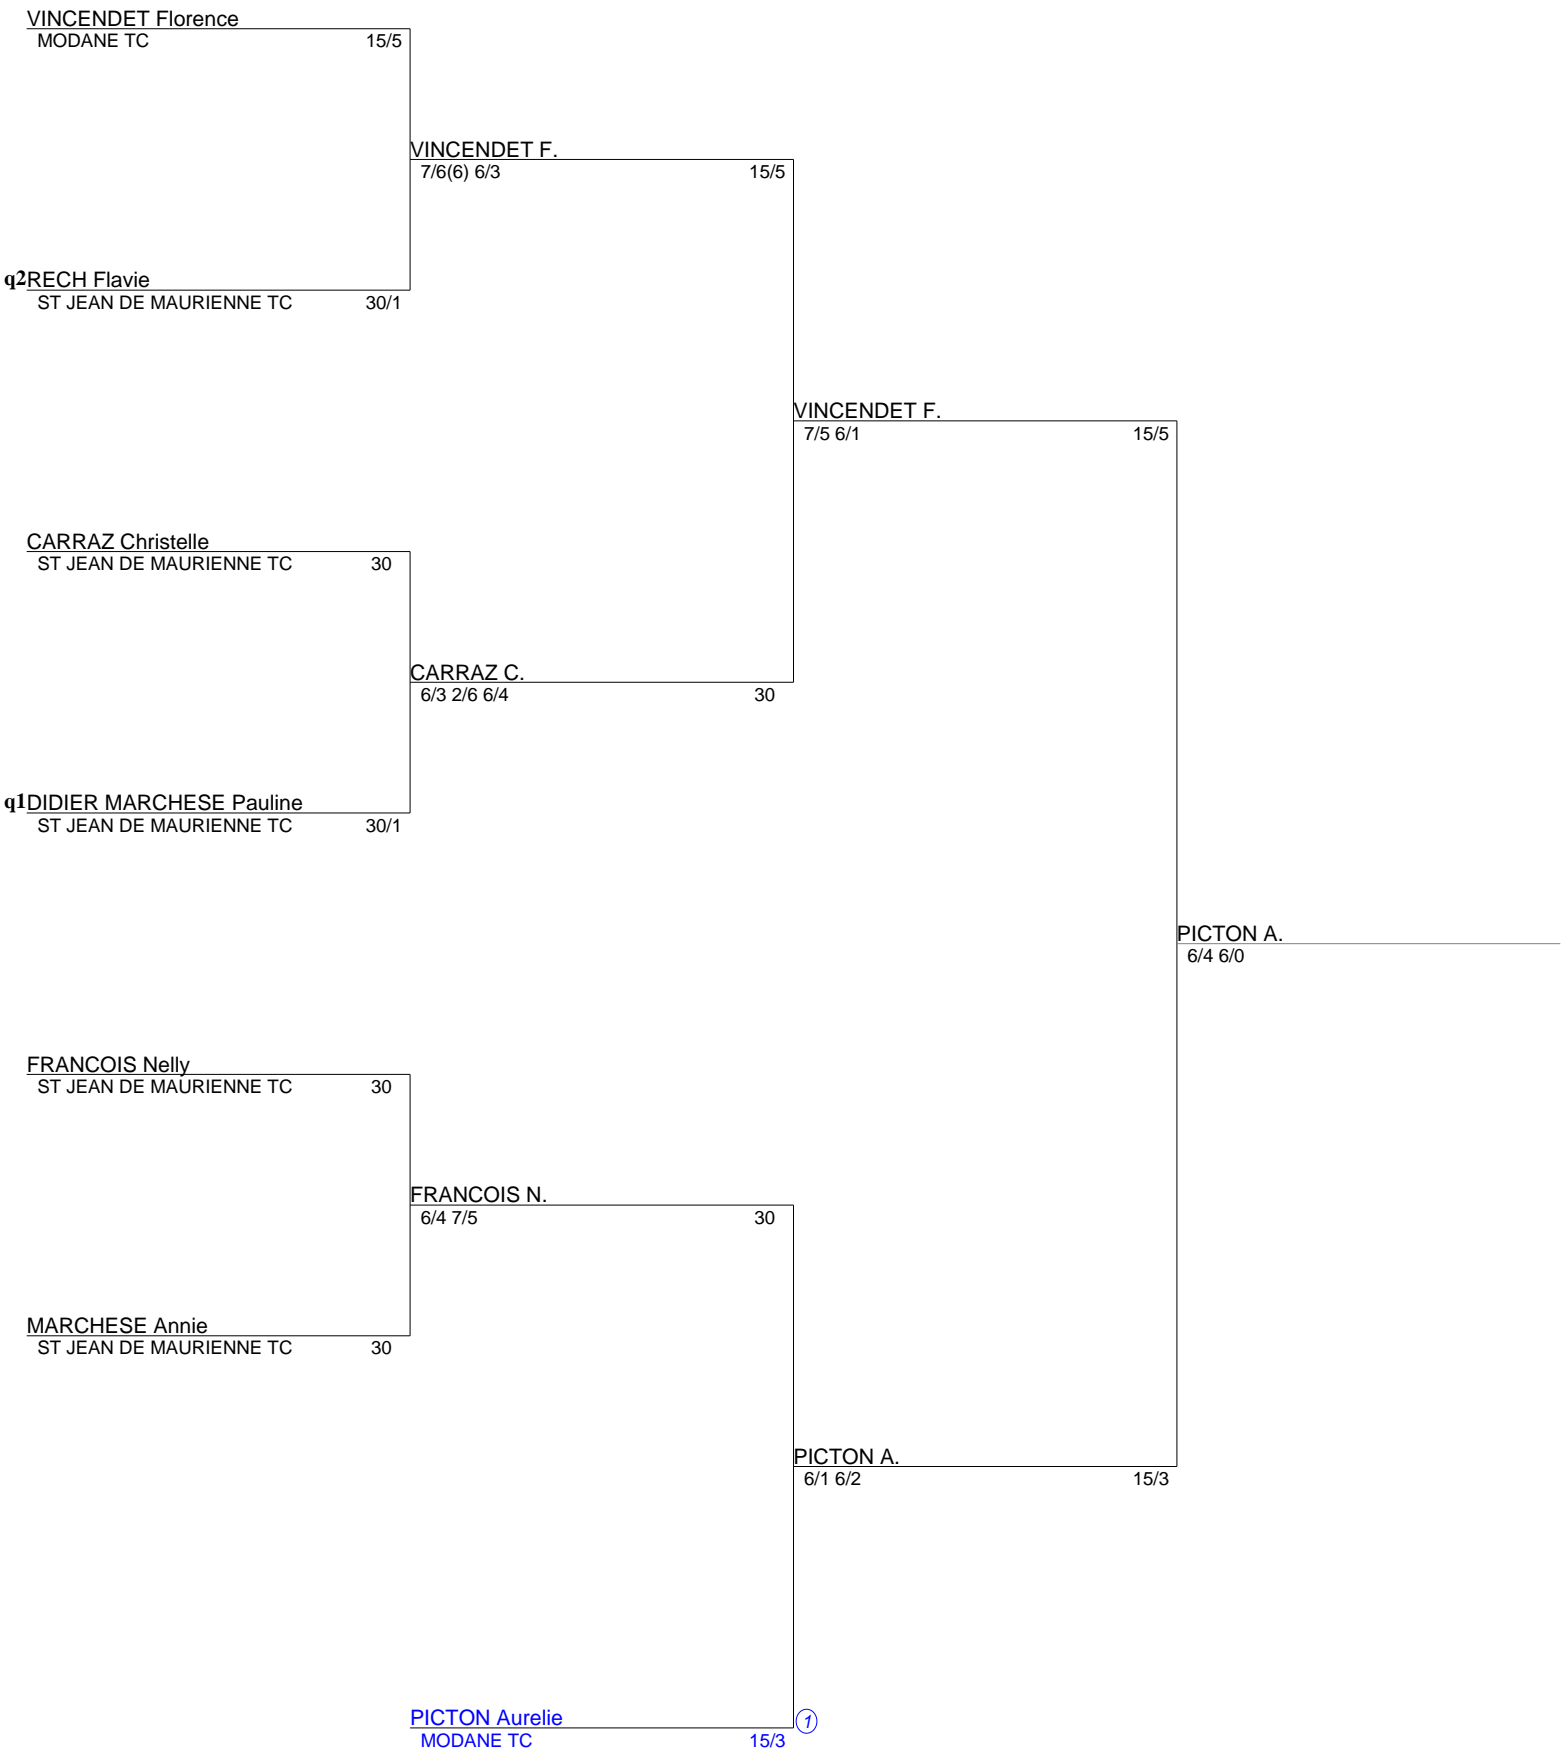 VINCENDET Florence
MODANE TC 15/5
VINCENDET F.
7/6(6) 6/3 15/5
q2 RECH Flavie
ST JEAN DE MAURIENNE TC 30/1
VINCENDET F.
7/5 6/1 15/5
CARRAZ Christelle
ST JEAN DE MAURIENNE TC 30
CARRAZ C.
6/3 2/6 6/4 30
q1 DIDIER MARCHESE Pauline
ST JEAN DE MAURIENNE TC 30/1
PICTON A.
6/4 6/0
FRANCOIS Nelly
ST JEAN DE MAURIENNE TC 30
FRANCOIS N.
6/4 7/5 30
MARCHESE Annie
ST JEAN DE MAURIENNE TC 30
PICTON A.
6/1 6/2 15/3
PICTON Aurelie 1
MODANE TC 15/3